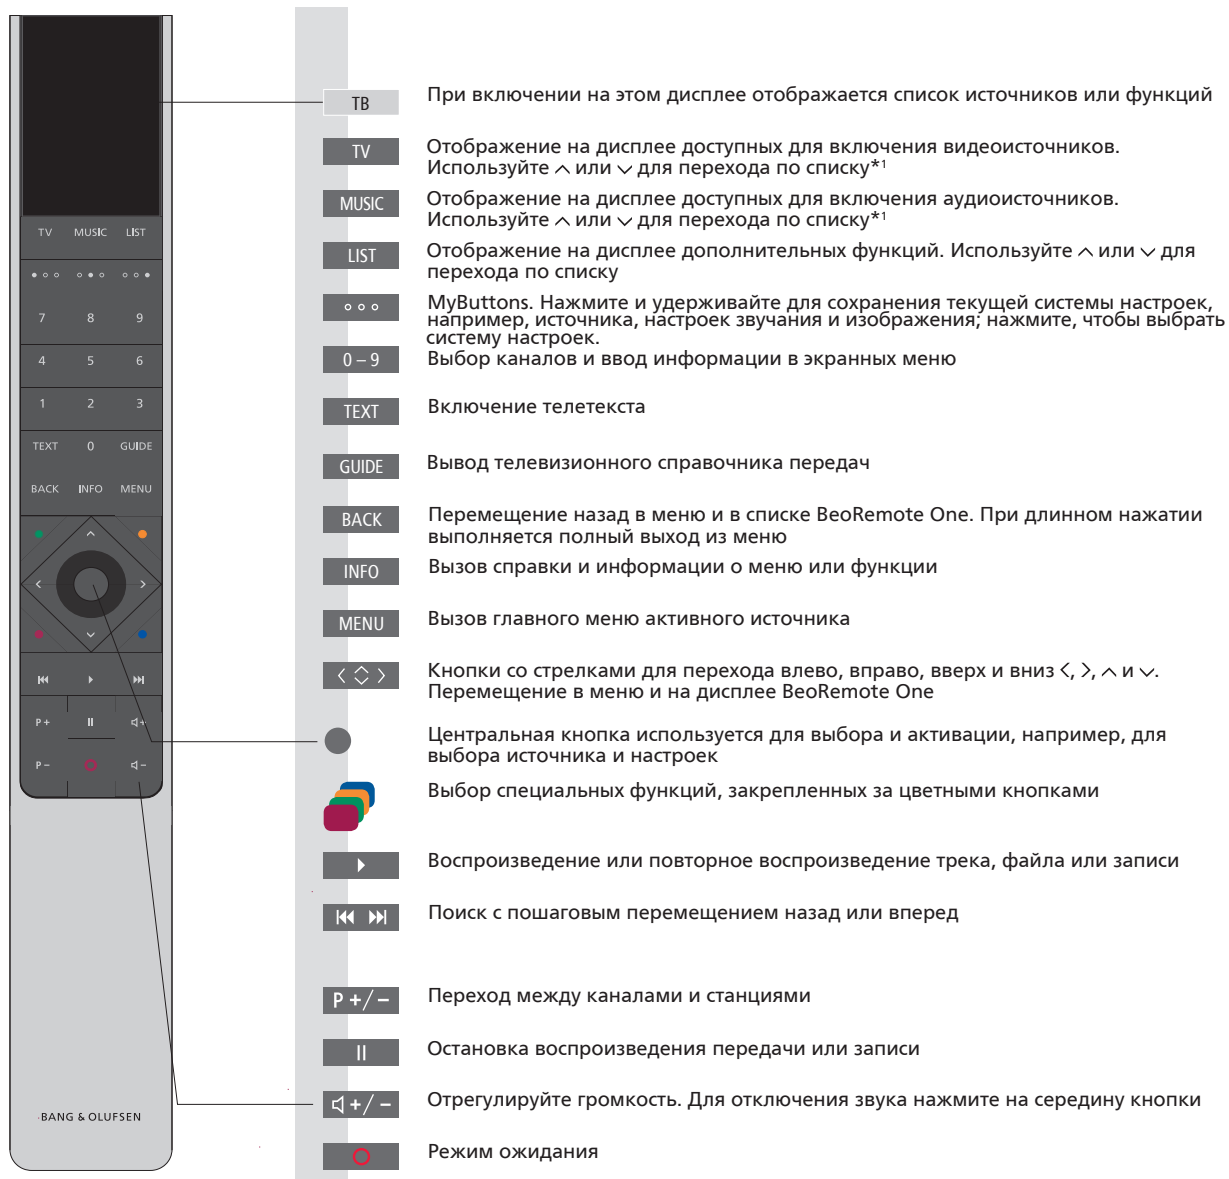 TV MUSIC LIST
7 8 9
4 5 6
1 2 3
TEXT 0 GUIDE
BACK INFO MENU
P+ +
P− −
BANG & OLUFSEN
ТВ При включении на этом дисплее отображается список источников или функций
TV Отображение на дисплее доступных для включения видеоисточников.
Используйте ∧ или ∨ для перехода по списку*1
MUSIC Отображение на дисплее доступных для включения аудиоисточников.
Используйте ∧ или ∨ для перехода по списку*1
LIST Отображение на дисплее дополнительных функций. Используйте ∧ или ∨ для
перехода по списку
MyButtons. Нажмите и удерживайте для сохранения текущей системы настроек,
например, источника, настроек звучания и изображения; нажмите, чтобы выбрать
систему настроек.
0 – 9 Выбор каналов и ввод информации в экранных меню
TEXT Включение телетекста
GUIDE Вывод телевизионного справочника передач
BACK Перемещение назад в меню и в списке BeoRemote One. При длинном нажатии
выполняется полный выход из меню
INFO Вызов справки и информации о меню или функции
MENU Вызов главного меню активного источника
Кнопки со стрелками для перехода влево, вправо, вверх и вниз <, >, ∧ и ∨.
Перемещение в меню и на дисплее BeoRemote One
Центральная кнопка используется для выбора и активации, например, для
выбора источника и настроек
Выбор специальных функций, закрепленных за цветными кнопками
Воспроизведение или повторное воспроизведение трека, файла или записи
Поиск с пошаговым перемещением назад или вперед
P +/− Переход между каналами и станциями
Остановка воспроизведения передачи или записи
+/− Отрегулируйте громкость. Для отключения звука нажмите на середину кнопки
Режим ожидания